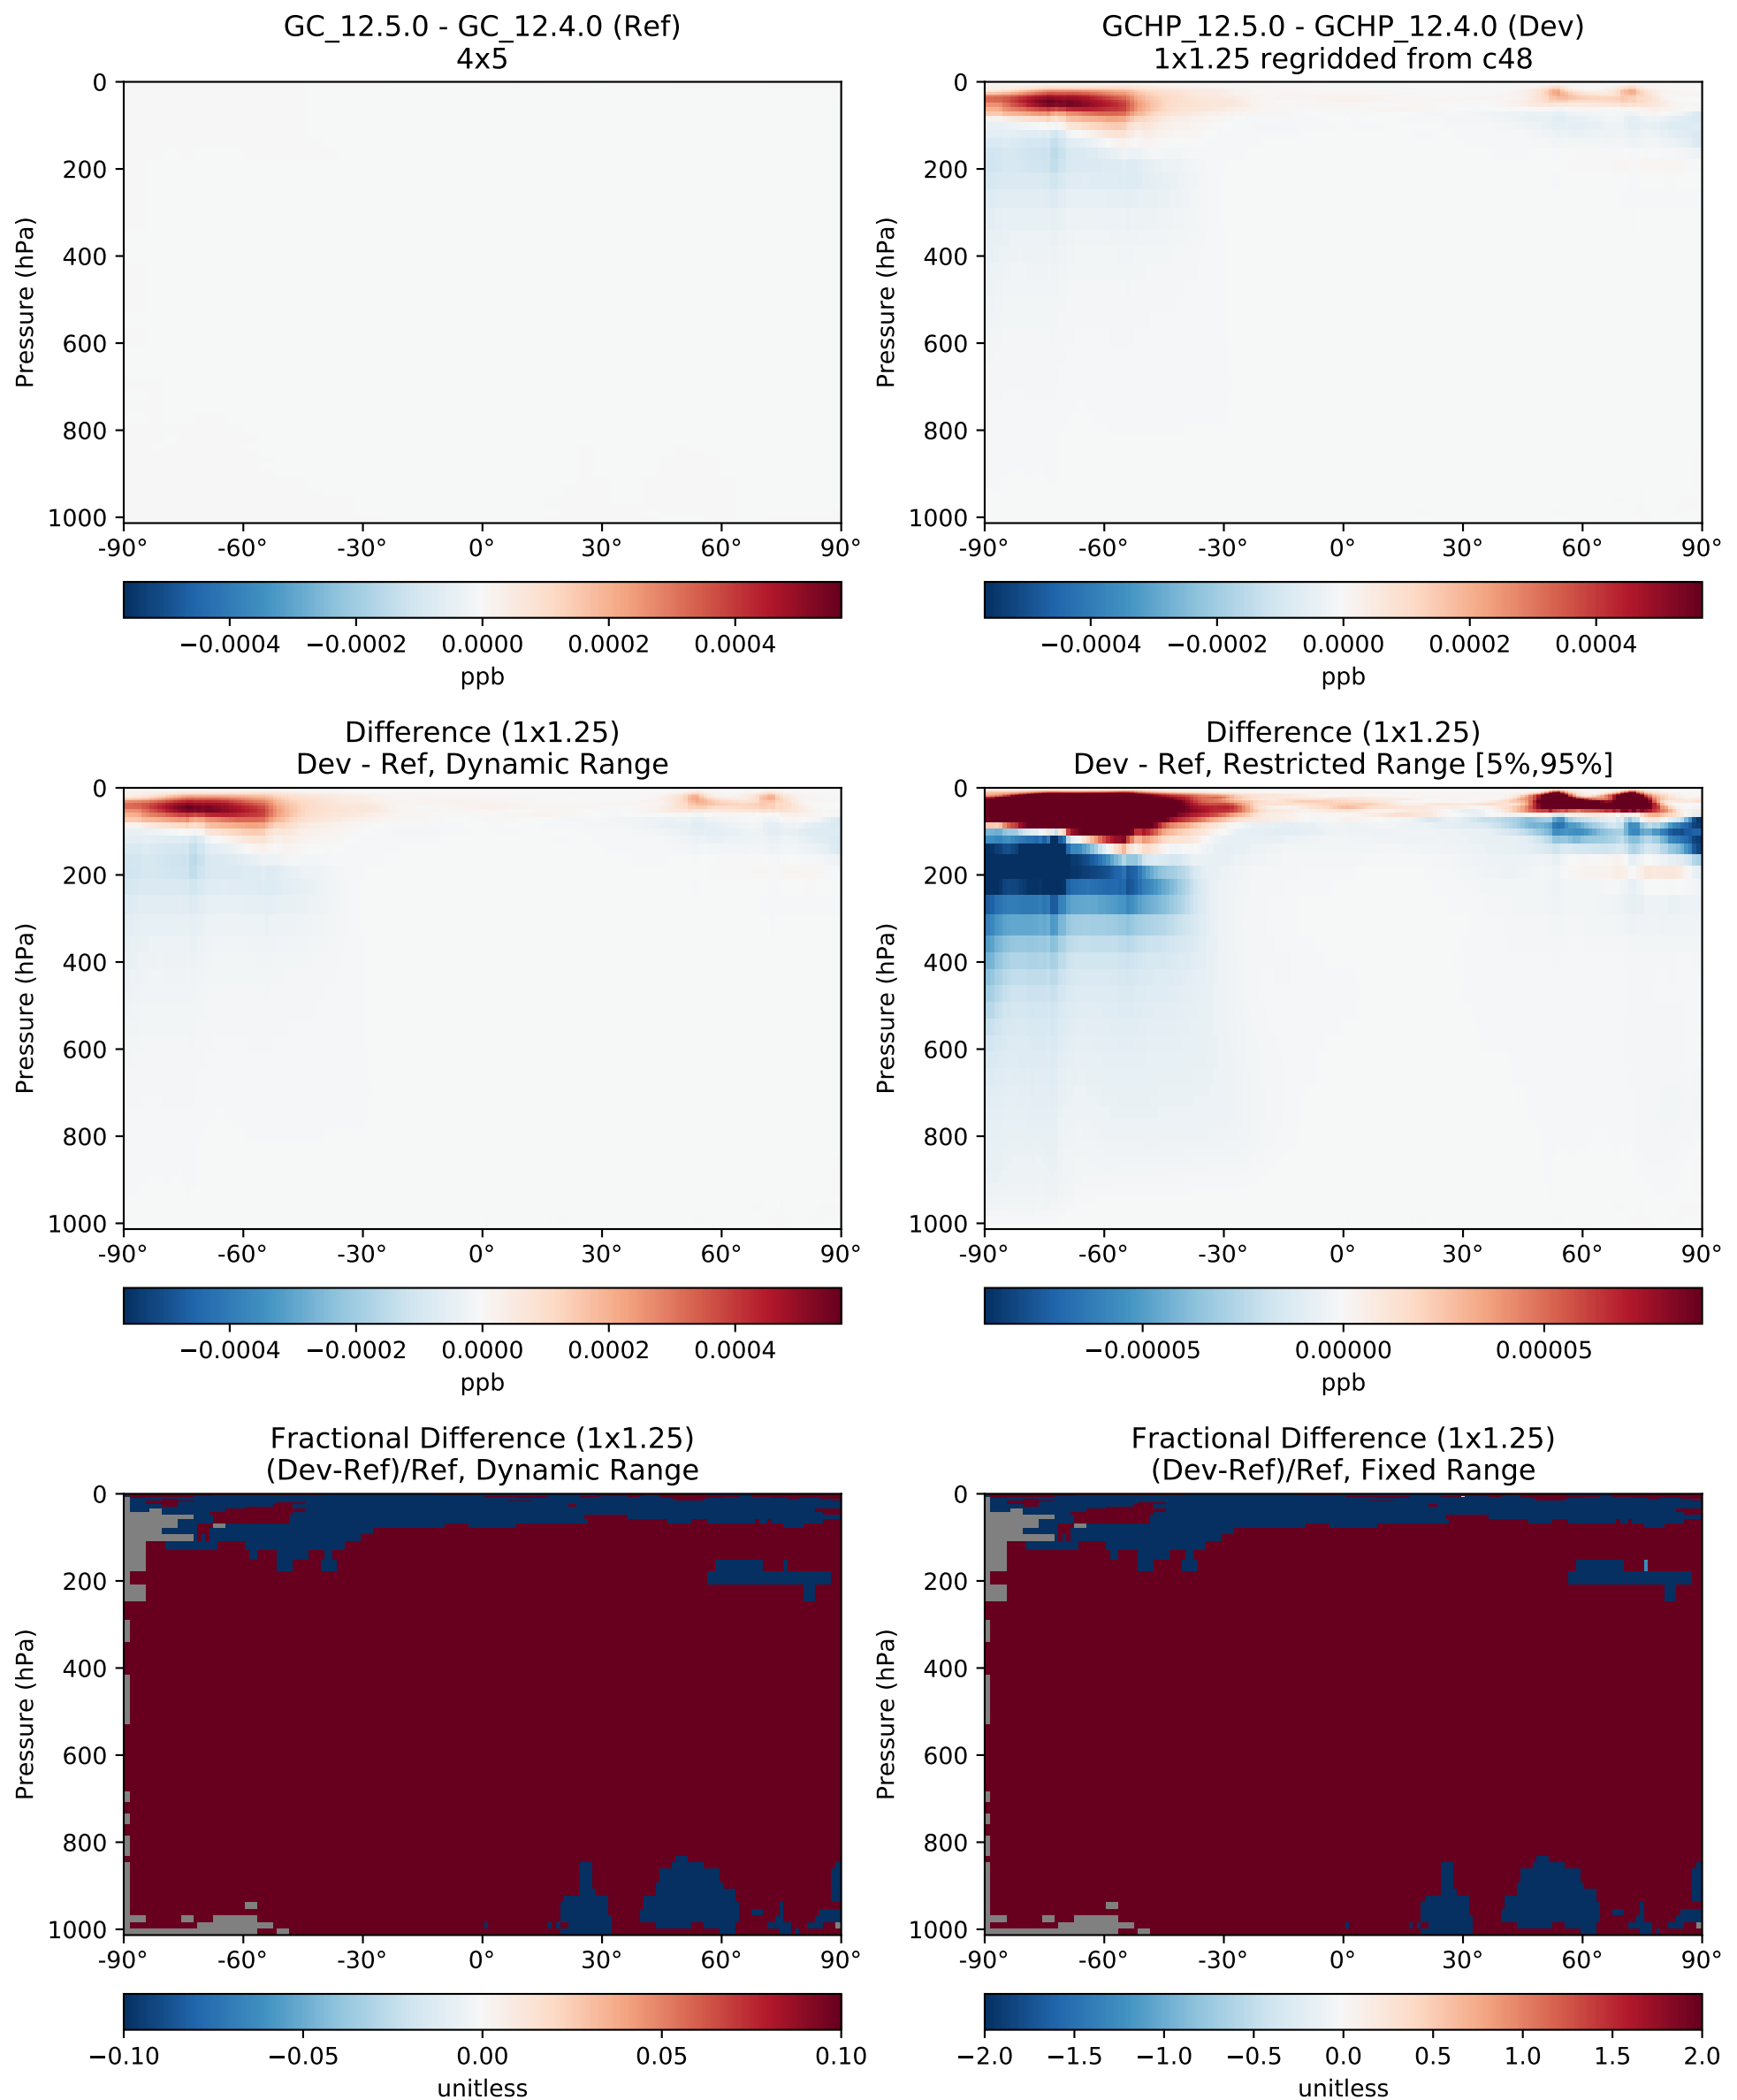 GC_12.5.0 - GC_12.4.0 (Ref)
4x5
0
200
400
600
800
1000
Pressure (hPa)
-90° -60° -30° 0° 30° 60° 90°
−0.0004 −0.0002 0.0000 0.0002 0.0004
ppb
GCHP_12.5.0 - GCHP_12.4.0 (Dev)
1x1.25 regridded from c48
0
200
400
600
800
1000
Pressure (hPa)
-90° -60° -30° 0° 30° 60° 90°
−0.0004 −0.0002 0.0000 0.0002 0.0004
ppb
Difference (1x1.25)
Dev - Ref, Dynamic Range
0
200
400
600
800
1000
Pressure (hPa)
-90° -60° -30° 0° 30° 60° 90°
−0.0004 −0.0002 0.0000 0.0002 0.0004
ppb
Difference (1x1.25)
Dev - Ref, Restricted Range [5%,95%]
0
200
400
600
800
1000
Pressure (hPa)
-90° -60° -30° 0° 30° 60° 90°
−0.00005 0.00000 0.00005
ppb
Fractional Difference (1x1.25)
(Dev-Ref)/Ref, Dynamic Range
0
200
400
600
800
1000
Pressure (hPa)
-90° -60° -30° 0° 30° 60° 90°
−0.10 −0.05 0.00 0.05 0.10
unitless
Fractional Difference (1x1.25)
(Dev-Ref)/Ref, Fixed Range
0
200
400
600
800
1000
Pressure (hPa)
-90° -60° -30° 0° 30° 60° 90°
−2.0 −1.5 −1.0 −0.5 0.0 0.5 1.0 1.5 2.0
unitless